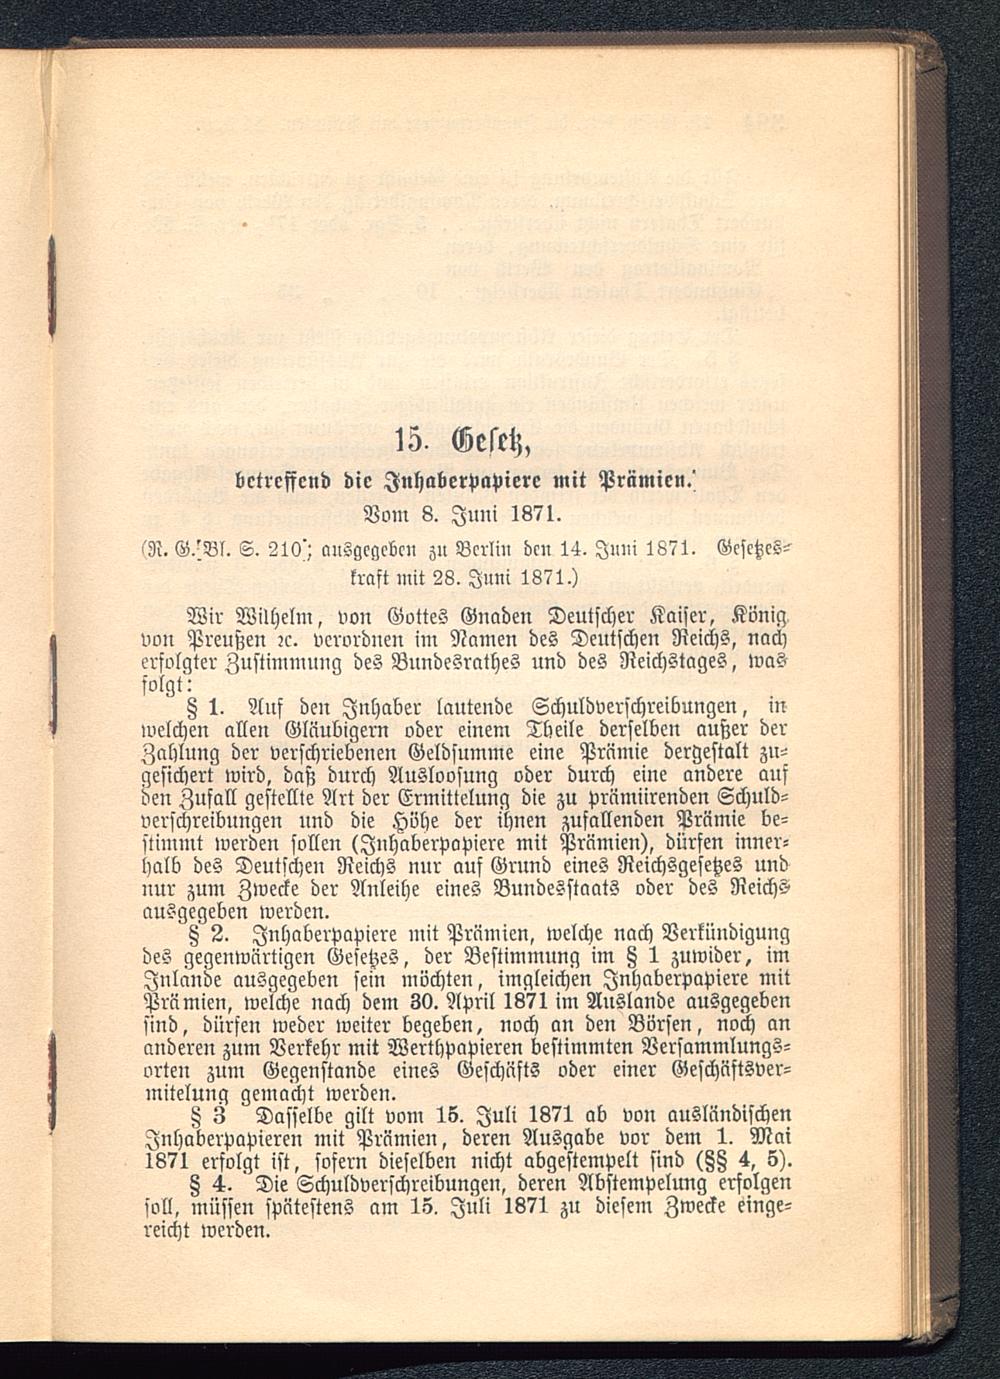 15. Gesetz,
betreffend die Inhaberpapiere mit Prämien.
Vom 8. Juni 1871.
(R. G. Bl. S. 210; ausgegeben zu Berlin den 14. Juni 1871. Gesetzes-
kraft mit 28. Juni 1871.)
Wir Wilhelm, von Gottes Gnaden Deutscher Kaiser, König
von Preußen ꝛc. verordnen im Namen des Deutschen Reichs, nach
erfolgter Zustimmung des Bundesrathes und des Reichstages, was
folgt:
§ 1. Auf den Inhaber lautende Schuldverschreibungen, in
welchen allen Gläubigern oder einem Theile derselben außer der
Zahlung der verschriebenen Geldsumme eine Prämie dergestalt zu-
gesichert wird, daß durch Ausloosung oder durch eine andere auf
den Zufall gestellte Art der Ermittelung die zu prämiirenden Schuld-
verschreibungen und die Höhe der ihnen zufallenden Prämie be-
stimmt werden sollen (Inhaberpapiere mit Prämien), dürfen inner-
halb des Deutschen Reichs nur auf Grund eines Reichsgesetzes und
nur zum Zwecke der Anleihe eines Bundesstaats oder des Reichs
ausgegeben werden.
§ 2. Inhaberpapiere mit Prämien, welche nach Verkündigung
des gegenwärtigen Gesetzes, der Bestimmung im § 1 zuwider, im
Inlande ausgegeben sein möchten, imgleichen Inhaberpapiere mit
Prämien, welche nach dem 30. April 1871 im Auslande ausgegeben
sind, dürfen weder weiter begeben, noch an den Börsen, noch an
anderen zum Verkehr mit Werthpapieren bestimmten Versammlungs-
orten zum Gegenstande eines Geschäfts oder einer Geschäftsver-
mitelung gemacht werden.
§ 3 Dasselbe gilt vom 15. Juli 1871 ab von ausländischen
Inhaberpapieren mit Prämien, deren Ausgabe vor dem 1. Mai
1871 erfolgt ist, sofern dieselben nicht abgestempelt sind (§§ 4, 5).
§ 4. Die Schuldverschreibungen, deren Abstempelung erfolgen
soll, müssen spätestens am 15. Juli 1871 zu diesem Zwecke einge-
reicht werden.